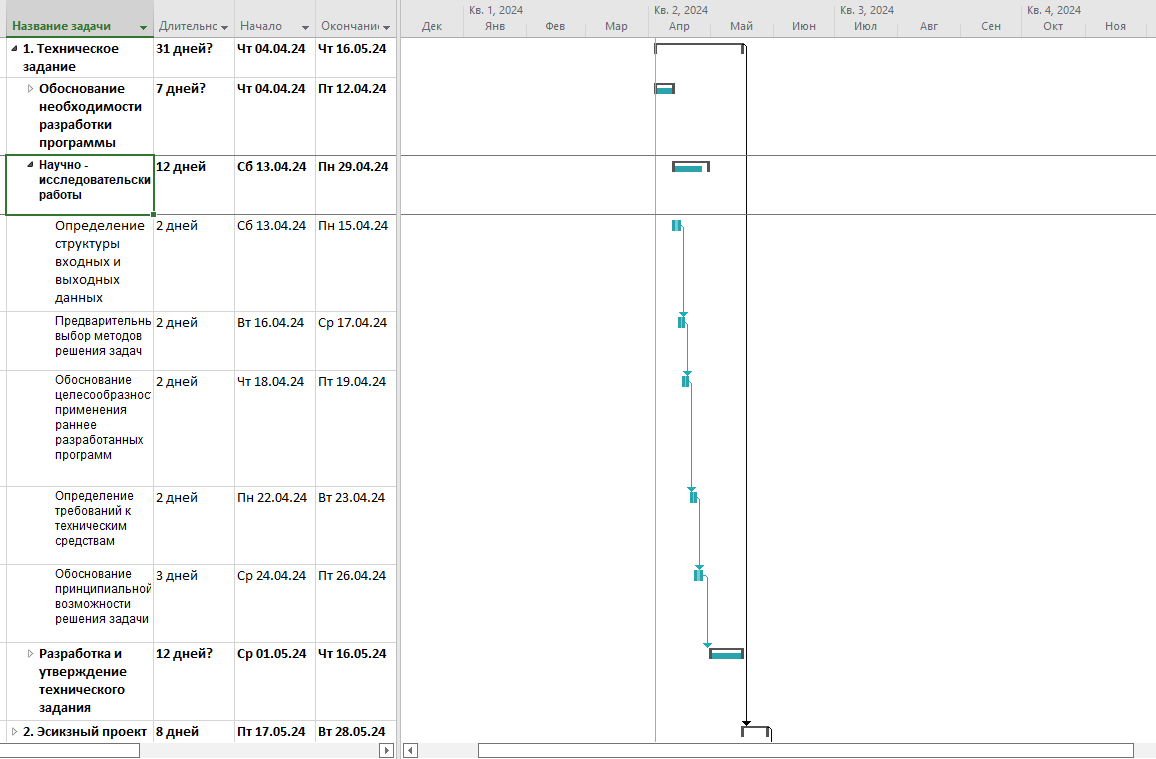 Кв. 1, 2024 Кв. 2, 2024 Кв. 3, 2024 Кв. 4, 2024
Название задачи Длительнс Начало Окончани Дек Янв Фев Мар Апр Май Июн Июл Авг Сен Окт Ноя
1. Техническое
задание
31 дней? Чт 04.04.24 Чт 16.05.24
Обоснование
необходимости
разработки
программы
7 дней? Чт 04.04.24 Пт 12.04.24
Научно -
исследовательски
работы
12 дней Сб 13.04.24 Пн 29.04.24
Определение
структуры
входных и
выходных
данных
2 дней Сб 13.04.24 Пн 15.04.24
Предварительнь
выбор методов
решения задач
2 дней Вт 16.04.24 Ср 17.04.24
Обоснование
целесообразнос
применения
раннее
разработанных
программ
2 дней Чт 18.04.24 Пт 19.04.24
Определение
требований к
техническим
средствам
2 дней Пн 22.04.24 Вт 23.04.24
Обоснование
принципиальной
возможности
решения задачи
3 дней Ср 24.04.24 Пт 26.04.24
Разработка и
утверждение
технического
задания
12 дней? Ср 01.05.24 Чт 16.05.24
2. Эсикзный проект 8 дней Пт 17.05.24 Вт 28.05.24